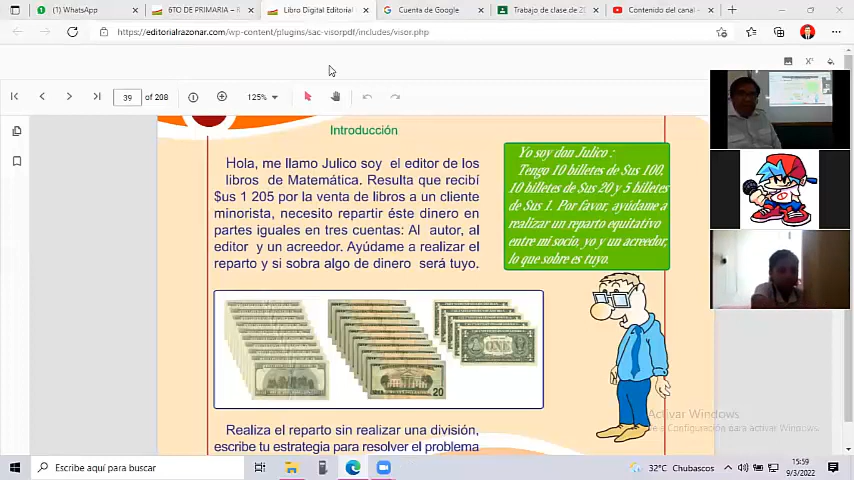 (1) WhatsApp
6TO DE PRIMARIA – R
Libro Digital Editorial
Cuenta de Google
Trabajo de clase de 20
Contenido del canal -
https://editorialrazonar.com/wp-content/plugins/sac-visorpdf/includes/visor.php
39 of 208
125%
Introducción
Hola, me llamo Julico soy el editor de los
libros de Matemática. Resulta que recibí
$us 1 205 por la venta de libros a un cliente
minorista, necesito repartir éste dinero en
partes iguales en tres cuentas: Al autor, al
editor y un acreedor. Ayúdame a realizar el
reparto y si sobra algo de dinero será tuyo.
Yo soy don Julico :
Tengo 10 billetes de $us 100,
10 billetes de $us 20 y 5 billetes
de $us 1. Por favor, ayúdame a
realizar un reparto equitativo
entre mi socio, yo y un acreedor,
lo que sobre es tuyo.
20
ONE
Realiza el reparto sin realizar una división,
escribe tu estrategia para resolver el problema
Activar Windows
Ve a Configuración para activar Windows.
Escribe aquí para buscar
32°C Chubascos
15:59
9/3/2022